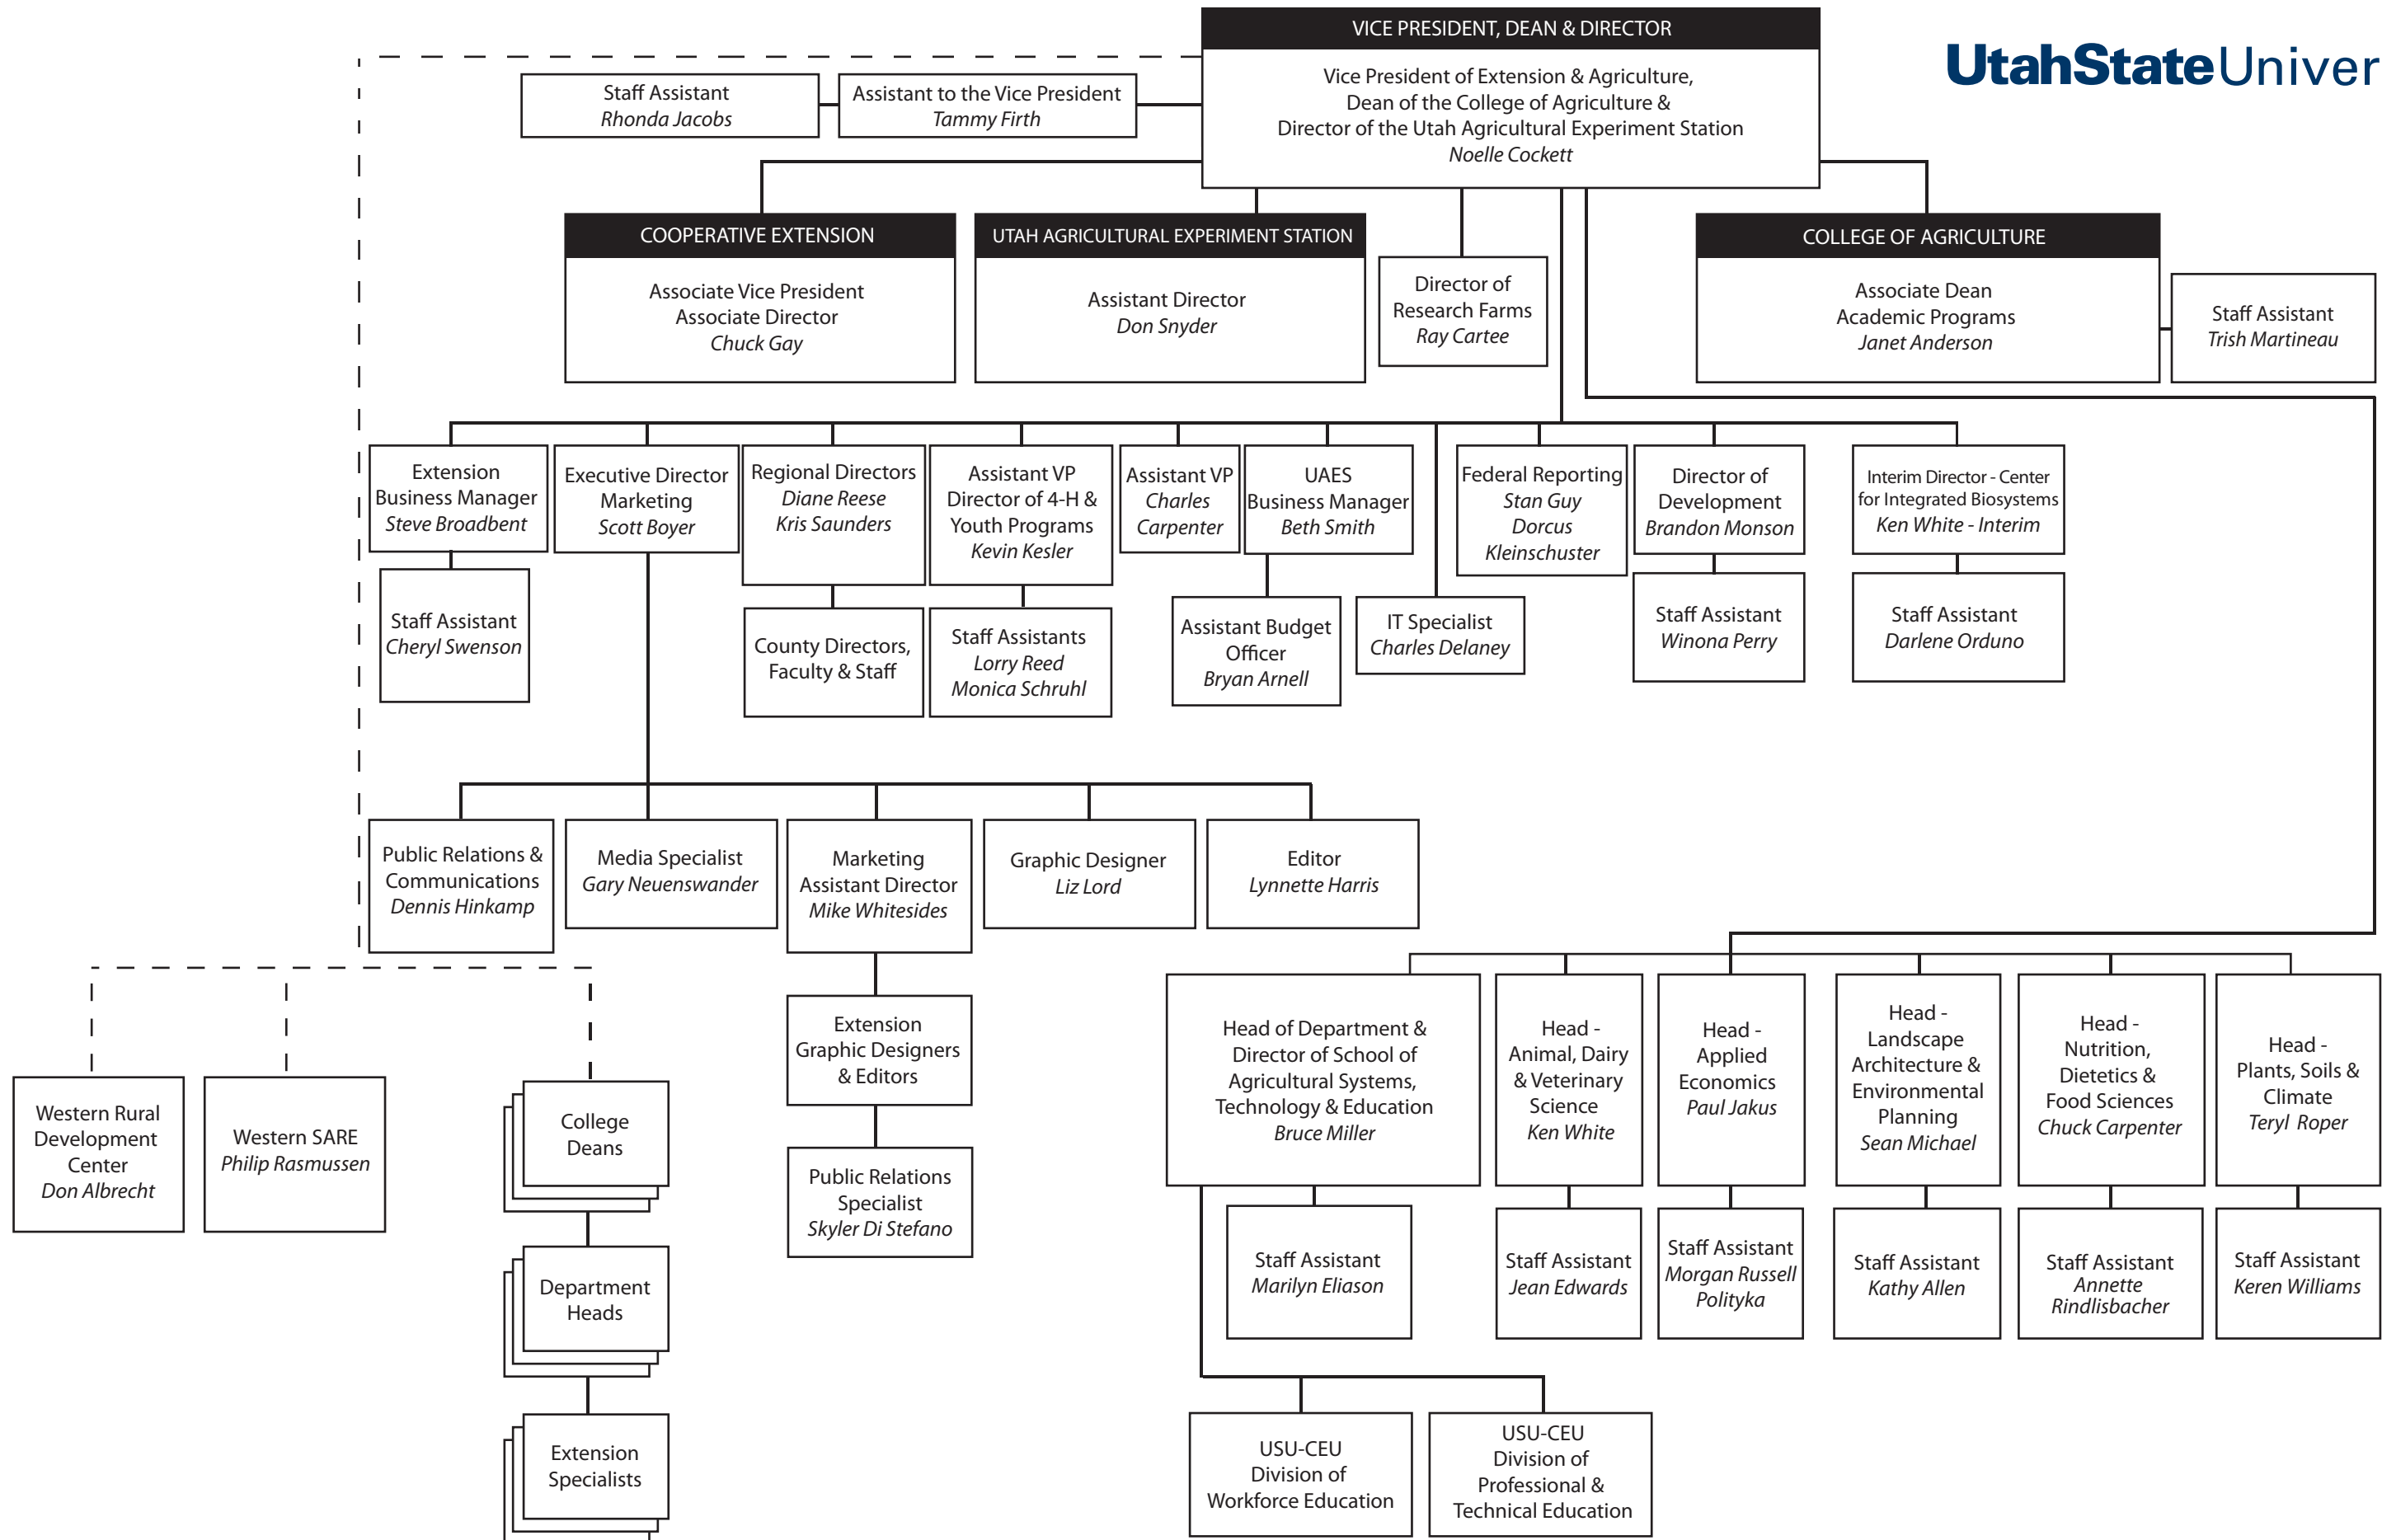 VICE PRESIDENT, DEAN & DIRECTOR
Vice President of Extension & Agriculture,
Dean of the College of Agriculture &
Director of the Utah Agricultural Experiment Station
Noelle Cockett
UtahStateUniver
Staff Assistant
Rhonda Jacobs
Assistant to the Vice President
Tammy Firth
COOPERATIVE EXTENSION
Associate Vice President
Associate Director
Chuck Gay
UTAH AGRICULTURAL EXPERIMENT STATION
Assistant Director
Don Snyder
Director of
Research Farms
Ray Cartee
COLLEGE OF AGRICULTURE
Associate Dean
Academic Programs
Janet Anderson
Staff Assistant
Trish Martineau
Extension
Business Manager
Steve Broadbent
Executive Director
Marketing
Scott Boyer
Regional Directors
Diane Reese
Kris Saunders
Assistant VP
Director of 4-H &
Youth Programs
Kevin Kesler
Assistant VP
Charles
Carpenter
UAES
Business Manager
Beth Smith
Federal Reporting
Stan Guy
Dorcus
Kleinschuster
Director of
Development
Brandon Monson
Interim Director - Center
for Integrated Biosystems
Ken White - Interim
Staff Assistant
Cheryl Swenson
County Directors,
Faculty & Staff
Staff Assistants
Lorry Reed
Monica Schruhl
Assistant Budget
Officer
Bryan Arnell
IT Specialist
Charles Delaney
Staff Assistant
Winona Perry
Staff Assistant
Darlene Orduno
Public Relations &
Communications
Dennis Hinkamp
Media Specialist
Gary Neuenswander
Marketing
Assistant Director
Mike Whitesides
Graphic Designer
Liz Lord
Editor
Lynnette Harris
Extension
Graphic Designers
& Editors
Public Relations
Specialist
Skyler Di Stefano
Western Rural
Development
Center
Don Albrecht
Western SARE
Philip Rasmussen
College
Deans
Department
Heads
Extension
Specialists
Head of Department &
Director of School of
Agricultural Systems,
Technology & Education
Bruce Miller
Head -
Animal, Dairy
& Veterinary
Science
Ken White
Head -
Applied
Economics
Paul Jakus
Head -
Landscape
Architecture &
Environmental
Planning
Sean Michael
Head -
Nutrition,
Dietetics &
Food Sciences
Chuck Carpenter
Head -
Plants, Soils &
Climate
Teryl Roper
Staff Assistant
Marilyn Eliason
Staff Assistant
Jean Edwards
Staff Assistant
Morgan Russell
Polityka
Staff Assistant
Kathy Allen
Staff Assistant
Annette
Rindlisbacher
Staff Assistant
Keren Williams
USU-CEU
Division of
Workforce Education
USU-CEU
Division of
Professional &
Technical Education